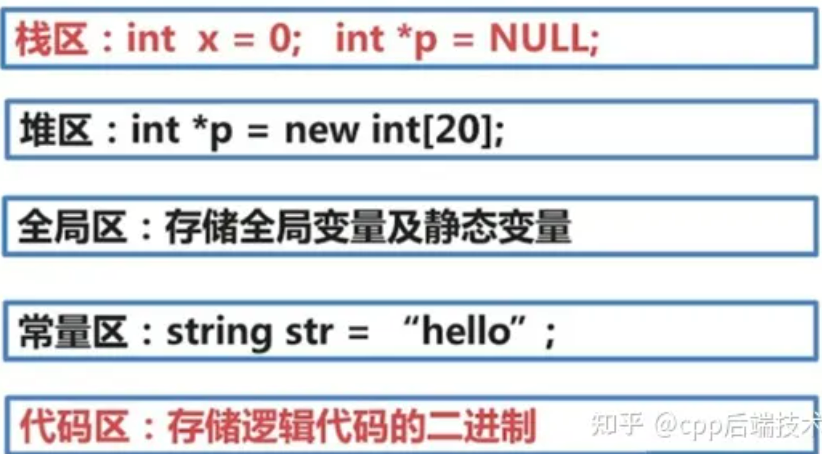 栈区：int x = 0; int *p = NULL;
堆区：int *p = new int[20];
全局区：存储全局变量及静态变量
常量区：string str = “hello”;
代码区：存储逻辑代码的二进制
知乎 @cpp后端技术